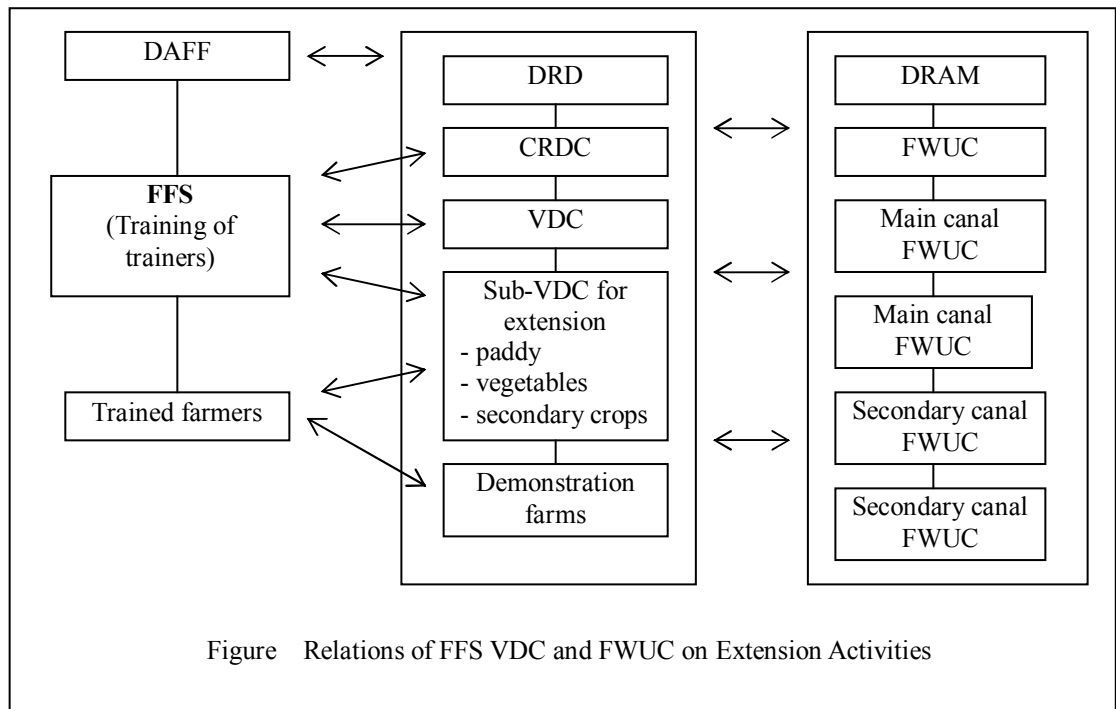 DAFF
FFS
(Training of
trainers)
Trained farmers
DRD
CRDC
VDC
Sub-VDC for
extension
- paddy
- vegetables
- secondary crops
Demonstration
farms
DRAM
FWUC
Main canal
FWUC
Main canal
FWUC
Secondary canal
FWUC
Secondary canal
FWUC
Figure Relations of FFS VDC and FWUC on Extension Activities